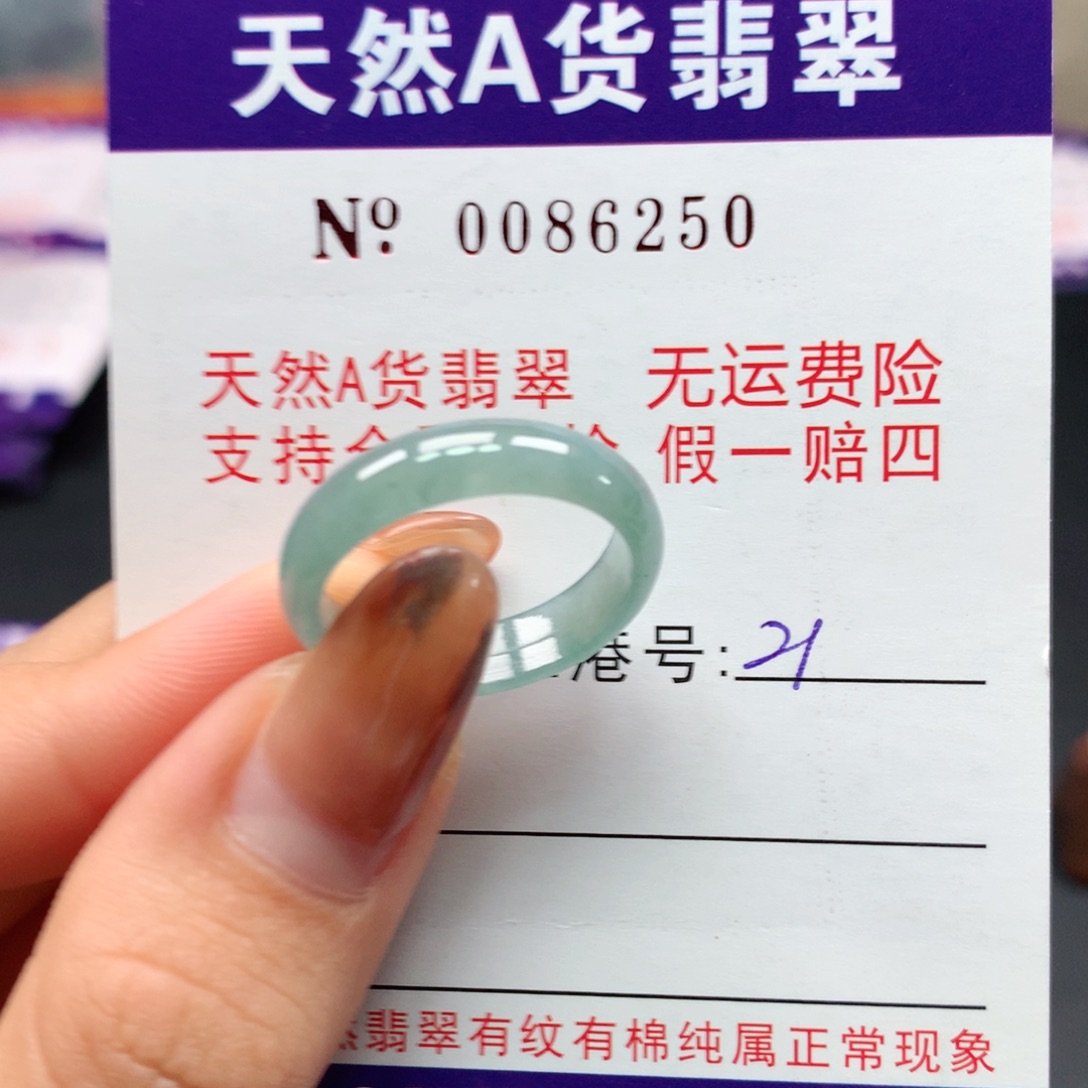 天然A货翡翠
Nº 0086250
天然A货翡翠 无运费险
支持 检 假一赔四
港号: 21
翡翠有纹有棉纯属正常现象